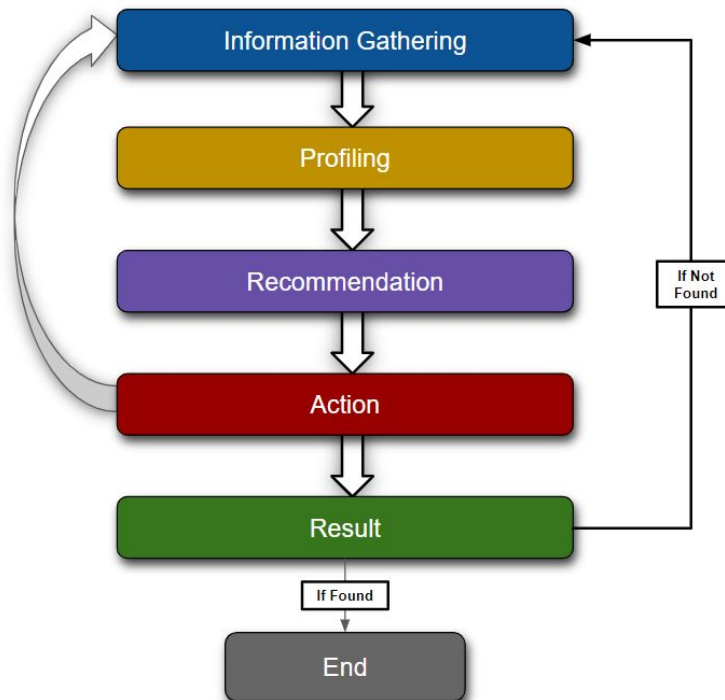 Information Gathering
Profiling
Recommendation
If Not
Found
Action
Result
If Found
End